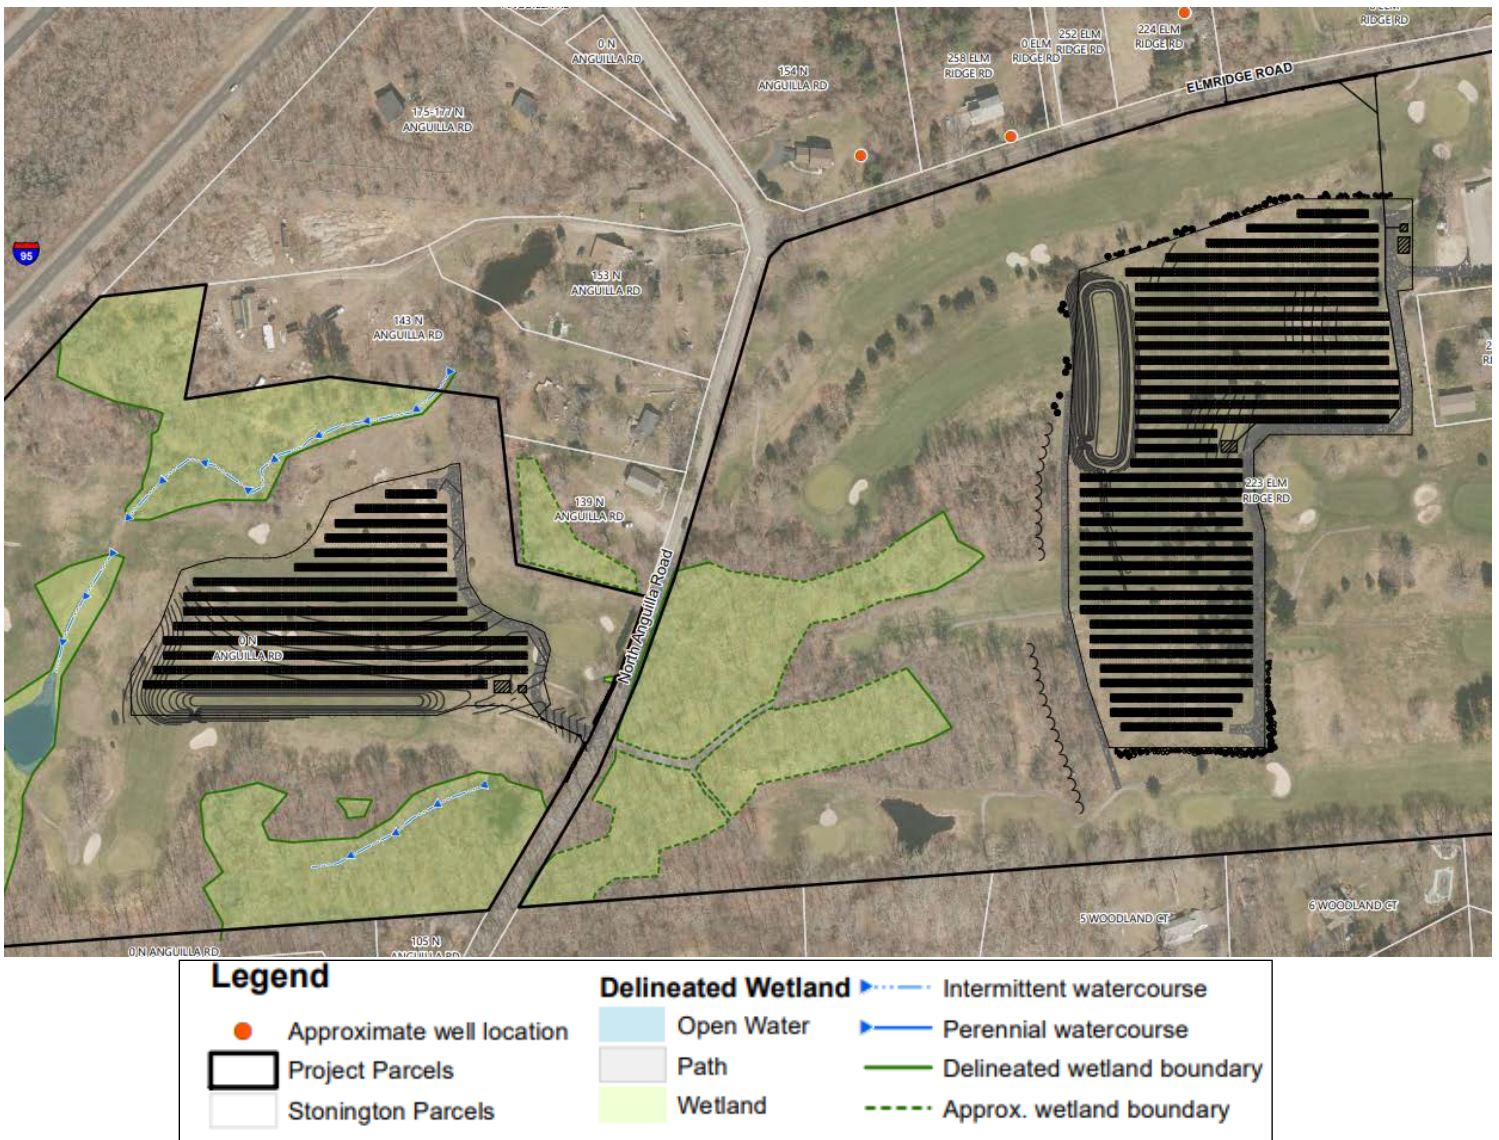 0 N
ANGUILLA RD
154 N
ANGUILLA RD
258 ELM
RIDGE RD
0 ELM
RIDGE RD
252 ELM
RIDGE RD
224 ELM
RIDGE RD
RIDGE RD
ELMRIDGE ROAD
175-177 N
ANGUILLA RD
95
153 N
ANGUILLA RD
143 N
ANGUILLA RD
139 N
ANGUILLA RD
223 ELM
RIDGE RD
North Anguilla Road
0 N
ANGUILLA RD
5 WOODLAND CT
6 WOODLAND CT
0 N ANGUILLA RD
105 N
ANGUILLA RD
Legend
Approximate well location
Project Parcels
Stonington Parcels
Delineated Wetland
Open Water
Path
Wetland
Intermittent watercourse
Perennial watercourse
Delineated wetland boundary
Approx. wetland boundary